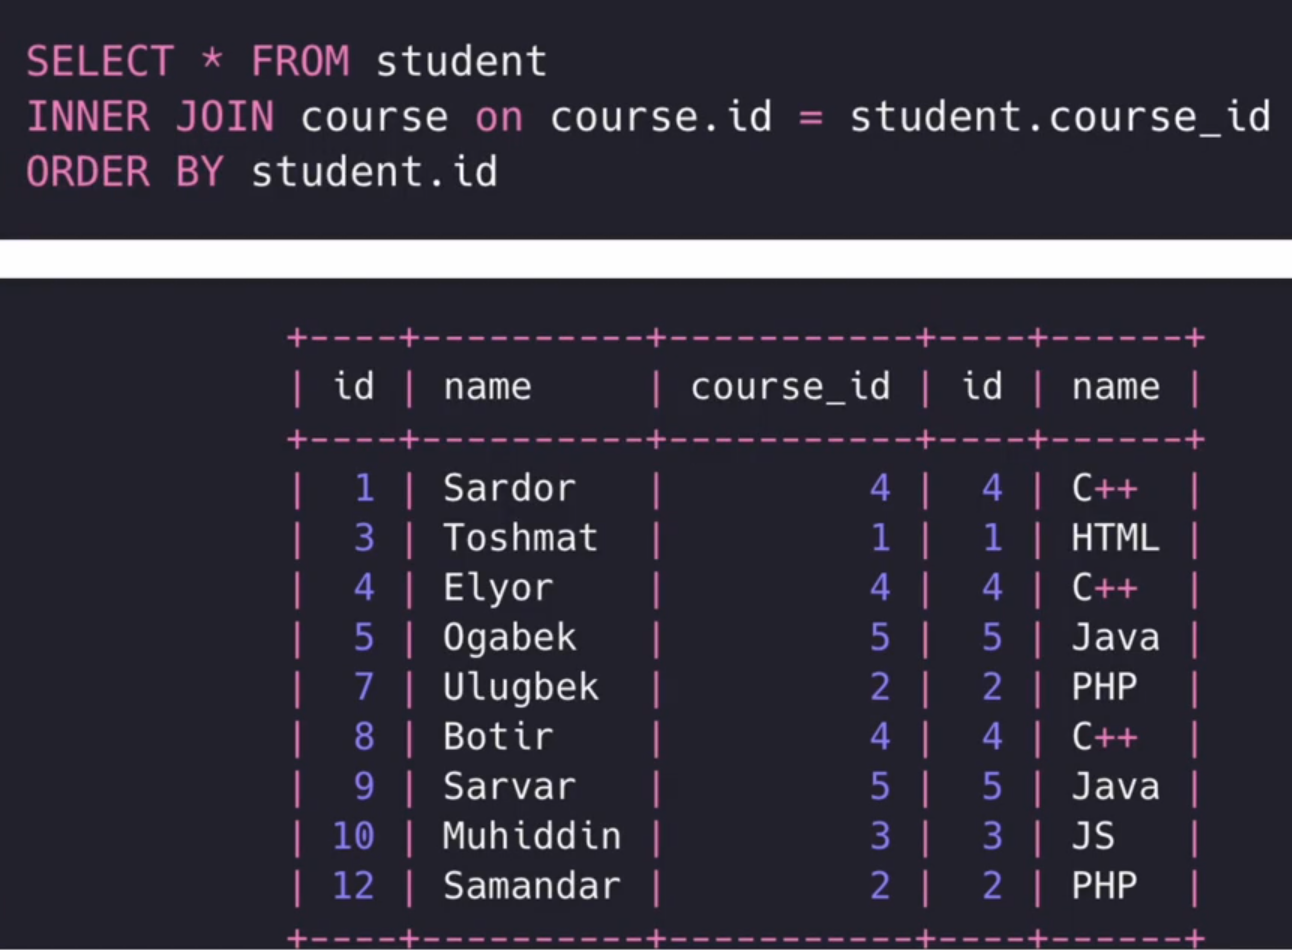 SELECT * FROM student
INNER JOIN course on course.id = student.course_id
ORDER BY student.id
+----+----------+-----------+----+------+
| id | name     | course_id | id | name |
+----+----------+-----------+----+------+
|  1 | Sardor   |         4 |  4 | C++  |
|  3 | Toshmat  |         1 |  1 | HTML |
|  4 | Elyor    |         4 |  4 | C++  |
|  5 | Ogabek   |         5 |  5 | Java |
|  7 | Ulugbek  |         2 |  2 | PHP  |
|  8 | Botir    |         4 |  4 | C++  |
|  9 | Sarvar   |         5 |  5 | Java |
| 10 | Muhiddin |         3 |  3 | JS   |
| 12 | Samandar |         2 |  2 | PHP  |
+----+----------+-----------+----+------+